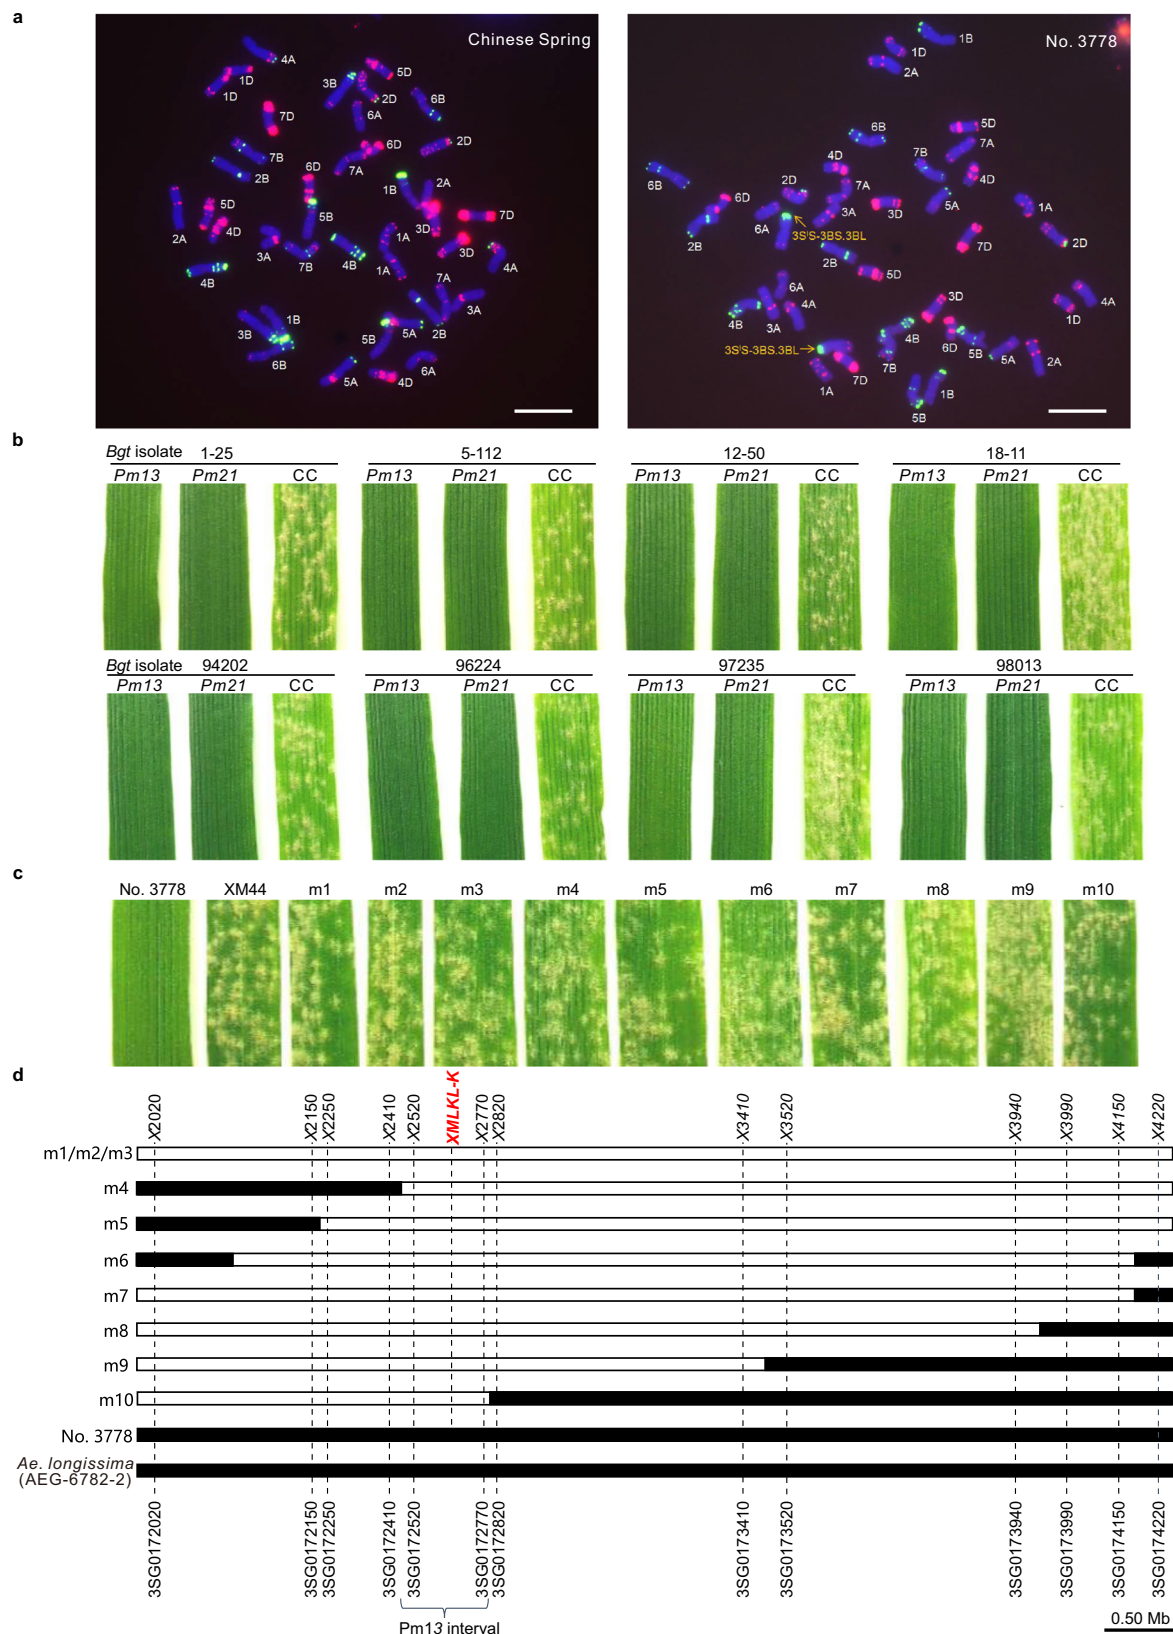 a
Chinese Spring
4A
1D
1D
7D
3B
5D
2D
6A
6B
7B
2B
6D
7A
2D
6D
1B
2A
5B
3D
7D
2A
5D
4D
3A
7B
4B
1A
1A
3D
4A
4B
7A
3A
2B
5A
5B
3B
1B
6B
5A
4D
6A
No. 3778
1B
1D
2A
6B
5D
7A
7B
4D
4D
6B
2D
7A
5A
1A
6D
6A
3A
3D
2B
3SˡS-3BS.3BL
7D
2D
2B
5D
6A
4A
4B
3A
4A
1D
3D
4B
6D
5B
7B
5A
2A
3SˡS-3BS.3BL
1A
7D
5B
1B
b
Bgt isolate 1-25 5-112 12-50 18-11
Pm13 Pm21 CC Pm13 Pm21 CC Pm13 Pm21 CC Pm13 Pm21 CC
Bgt isolate 94202 96224 97235 98013
Pm13 Pm21 CC Pm13 Pm21 CC Pm13 Pm21 CC Pm13 Pm21 CC
c
No. 3778 XM44 m1 m2 m3 m4 m5 m6 m7 m8 m9 m10
d
X2020 X2150 X2250 X2410 X2520 XMLKL-K X2770 X2820 X3410 X3520 X3940 X3990 X4150 X4220
m1/m2/m3
m4
m5
m6
m7
m8
m9
m10
No. 3778
Ae. longissima
(AEG-6782-2)
3SG0172020 3SG0172150 3SG0172250 3SG0172410 3SG0172520 3SG0172770 3SG0172820 3SG0173410 3SG0173520 3SG0173940 3SG0173990 3SG0174150 3SG0174220
Pm13 interval
0.50 Mb